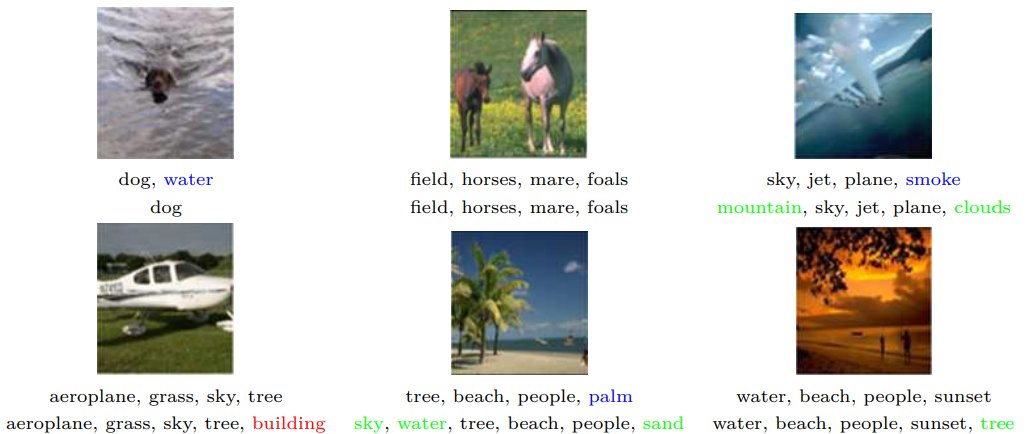 dog, water
dog
field, horses, mare, foals
field, horses, mare, foals
sky, jet, plane, smoke
mountain, sky, jet, plane, clouds
aeroplane, grass, sky, tree
aeroplane, grass, sky, tree, building
tree, beach, people, palm
sky, water, tree, beach, people, sand
water, beach, people, sunset
water, beach, people, sunset, tree